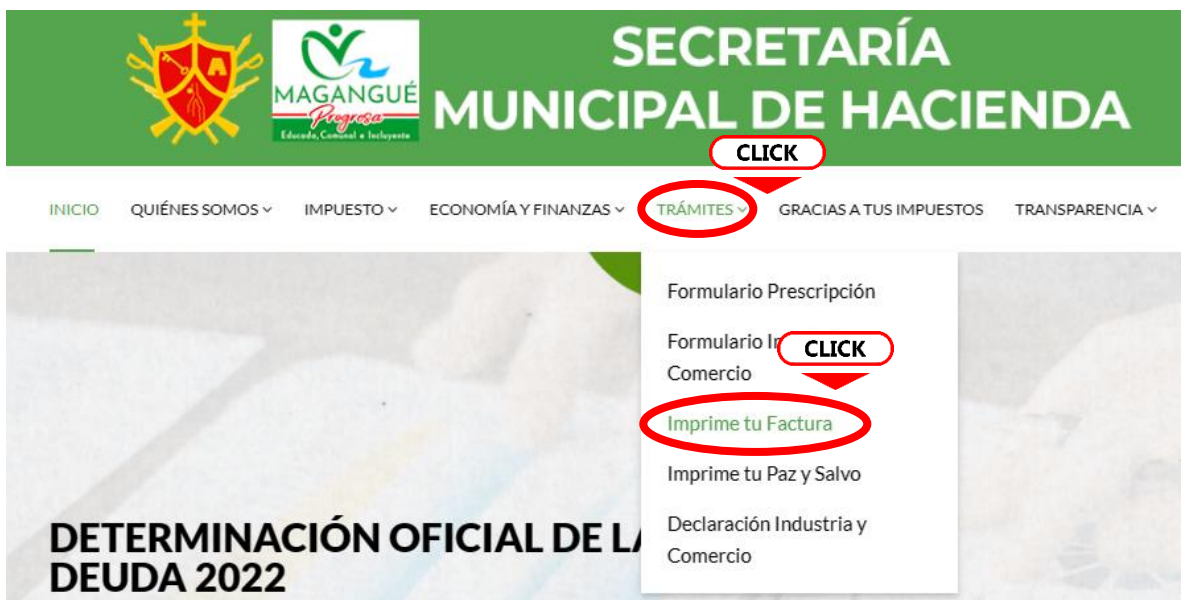 SECRETARÍA
MUNICIPAL DE HACIENDA
MAGANGUÉ
Progresa
Educada, Comunal e Incluyente
CLICK
INICIO QUIÉNES SOMOS IMPUESTO ECONOMÍA Y FINANZAS TRÁMITES GRACIAS A TUS IMPUESTOS TRANSPARENCIA
Formulario Prescripción
Formulario
CLICK
Comercio
Imprime tu Factura
Imprime tu Paz y Salvo
Declaración Industria y
Comercio
DETERMINACIÓN OFICIAL DE
DEUDA 2022